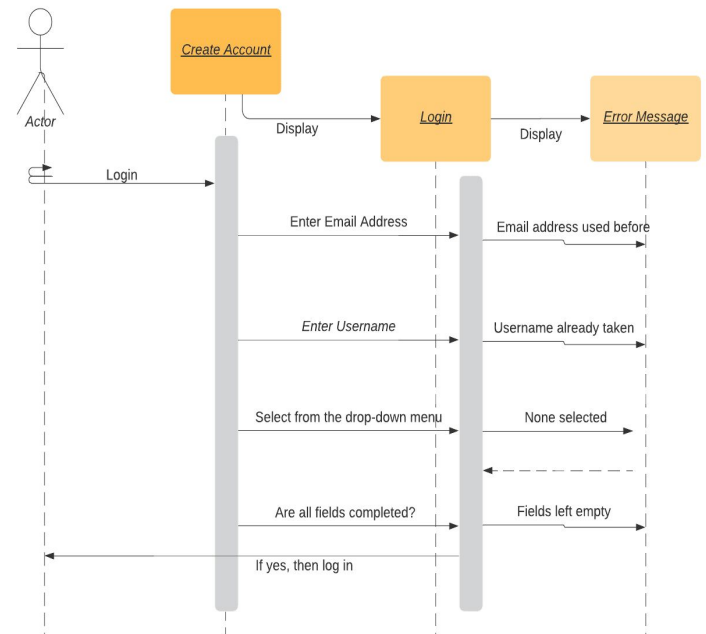 Create Account
Login
Error Message
Actor
Display
Display
Login
Enter Email Address
Email address used before
Enter Username
Username already taken
Select from the drop-down menu
None selected
Are all fields completed?
Fields left empty
If yes, then log in